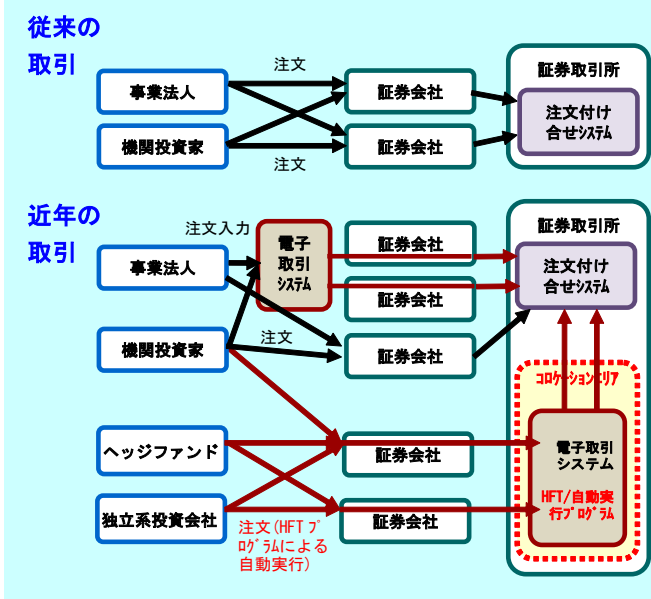 従来の
取引
注文
事業法人
証券会社
証券取引所
注文付け
合せｼｽﾃﾑ
機関投資家
証券会社
注文
近年の
取引
注文入力
電子
取引
ｼｽﾃﾑ
証券会社
証券取引所
事業法人
注文付け
合せｼｽﾃﾑ
証券会社
注文
機関投資家
証券会社
ｺﾛｹｰｼｮﾝｴﾘｱ
ヘッジファンド
証券会社
電子取引
システム
HFT/自動実
行ﾌﾟﾛｸﾞﾗﾑ
独立系投資会社
証券会社
注文(HFT ﾌﾟ
ﾛｸﾞﾗﾑによる
自動実行)